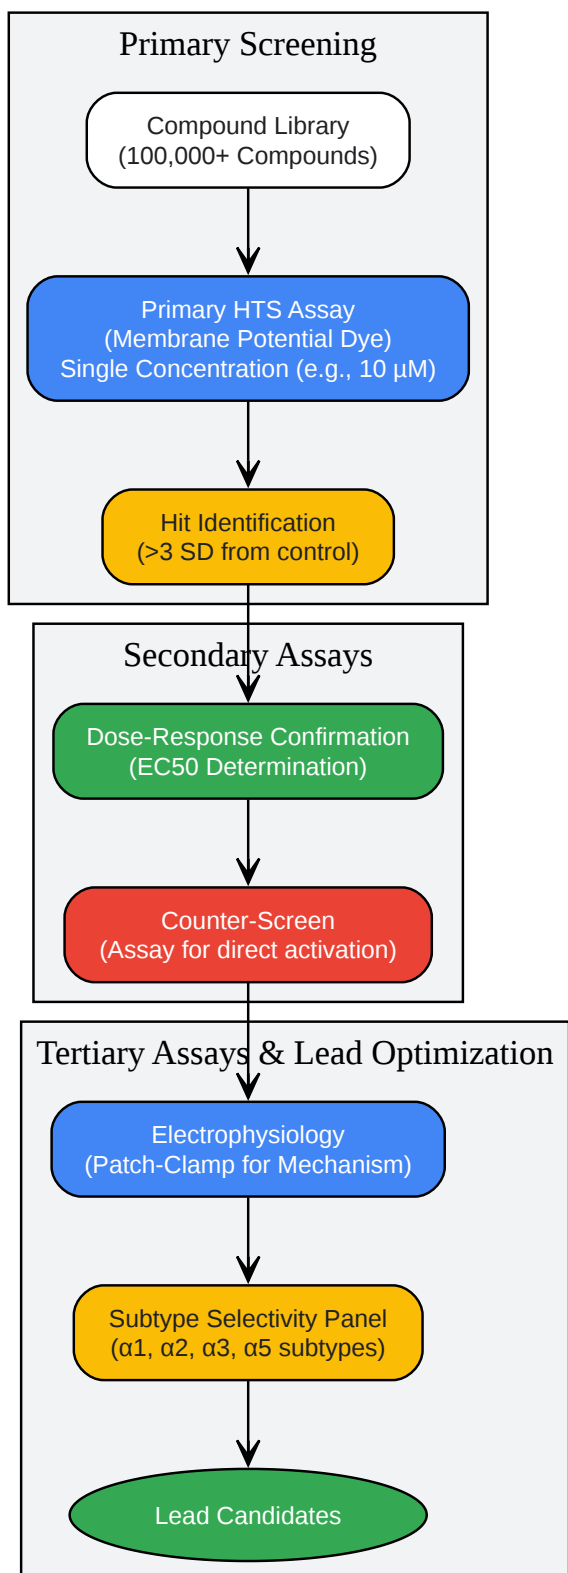 Primary Screening
Compound Library
(100,000+ Compounds)
Primary HTS Assay
(Membrane Potential Dye)
Single Concentration (e.g., 10 µM)
Hit Identification
(>3 SD from control)
Secondary Assays
Dose-Response Confirmation
(EC50 Determination)
Counter-Screen
(Assay for direct activation)
Tertiary Assays & Lead Optimization
Electrophysiology
(Patch-Clamp for Mechanism)
Subtype Selectivity Panel
(α1, α2, α3, α5 subtypes)
Lead Candidates